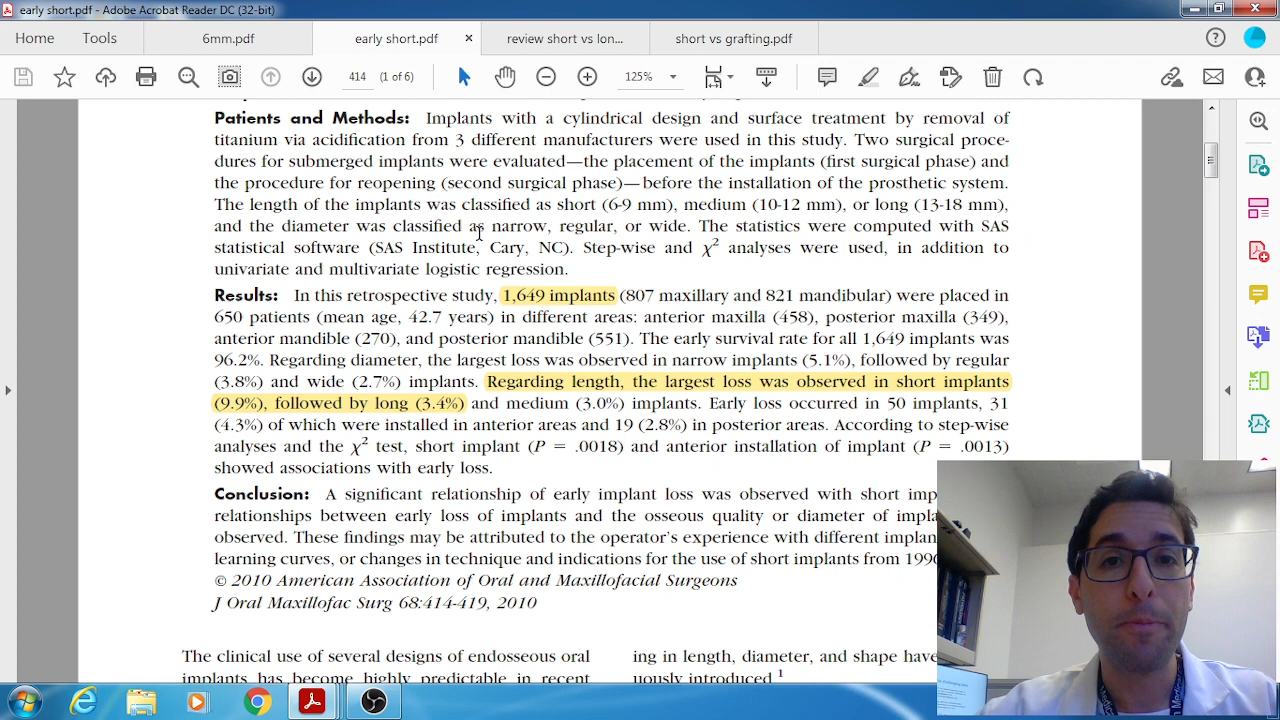 early short.pdf - Adobe Acrobat Reader DC (32-bit)
Home Tools 6mm.pdf early short.pdf × eview short vs lon... short vs grafting.pdf
414 (1 of 6) 125%
Patients and Methods: Implants with a cylindrical design and surface treatment by removal of
titanium via acidification from 3 different manufacturers were used in this study. Two surgical proce-
dures for submerged implants were evaluated—the placement of the implants (first surgical phase) and
the procedure for reopening (second surgical phase)—before the installation of the prosthetic system.
The length of the implants was classified as short (6-9 mm), medium (10-12 mm), or long (13-18 mm),
and the diameter was classified as narrow, regular, or wide. The statistics were computed with SAS
statistical software (SAS Institute, Cary, NC). Step-wise and χ² analyses were used, in addition to
univariate and multivariate logistic regression.
Results: In this retrospective study, 1,649 implants (807 maxillary and 821 mandibular) were placed in
650 patients (mean age, 42.7 years) in different areas: anterior maxilla (458), posterior maxilla (349),
anterior mandible (270), and posterior mandible (551). The early survival rate for all 1,649 implants was
96.2%. Regarding diameter, the largest loss was observed in narrow implants (5.1%), followed by regular
(3.8%) and wide (2.7%) implants. Regarding length, the largest loss was observed in short implants
(9.9%), followed by long (3.4%) and medium (3.0%) implants. Early loss occurred in 50 implants, 31
(4.3%) of which were installed in anterior areas and 19 (2.8%) in posterior areas. According to step-wise
analyses and the χ² test, short implant (P = .0018) and anterior installation of implant (P = .0013)
showed associations with early loss.
Conclusion: A significant relationship of early implant loss was observed with short imp
relationships between early loss of implants and the osseous quality or diameter of impla
observed. These findings may be attributed to the operator's experience with different implan
learning curves, or changes in technique and indications for the use of short implants from 1996
© 2010 American Association of Oral and Maxillofacial Surgeons
J Oral Maxillofac Surg 68:414-419, 2010
The clinical use of several designs of endosseous oral
implants has become highly predictable in recent
ing in length, diameter, and shape have
uously introduced.¹